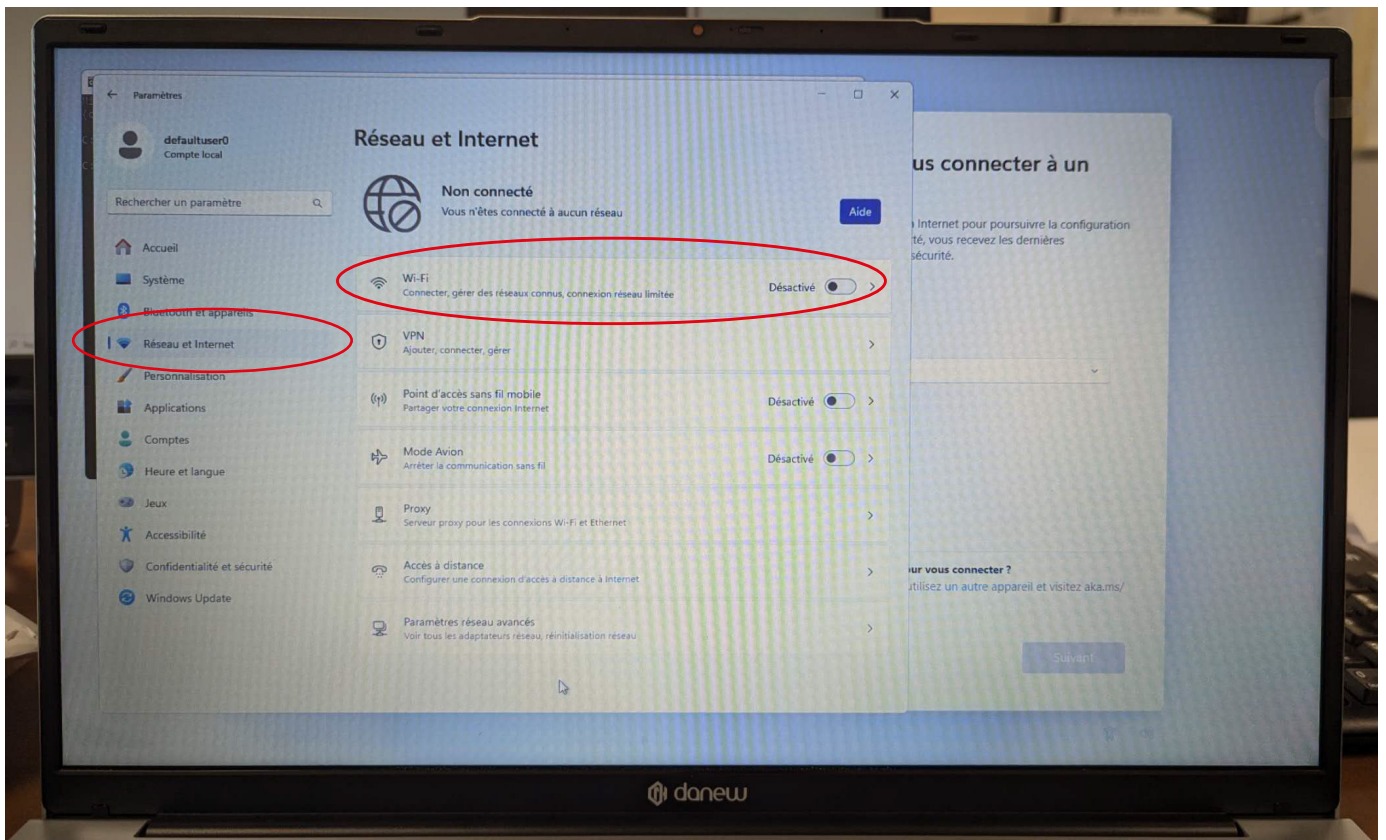 Paramètres
defaultuser0
Compte local
Rechercher un paramètre
Accueil
Système
Bluetooth et appareils
Réseau et Internet
Personnalisation
Applications
Comptes
Heure et langue
Jeux
Accessibilité
Confidentialité et sécurité
Windows Update
Réseau et Internet
Non connecté
Vous n'êtes connecté à aucun réseau
Aide
Wi-Fi
Connecter, gérer des réseaux connus, connexion réseau limitée
Désactivé
VPN
Ajouter, connecter, gérer
Point d'accès sans fil mobile
Partager votre connexion Internet
Désactivé
Mode Avion
Arrêter la communication sans fil
Désactivé
Proxy
Serveur proxy pour les connexions Wi-Fi et Ethernet
Accès à distance
Configurer une connexion d'accès à distance à Internet
Paramètres réseau avancés
Voir tous les adaptateurs réseau, réinitialisation réseau
us connecter à un
Internet pour poursuivre la configuration
té, vous recevez les dernières
sécurité.
ur vous connecter ?
utilisez un autre appareil et visitez aka.ms/
Suivant
danew